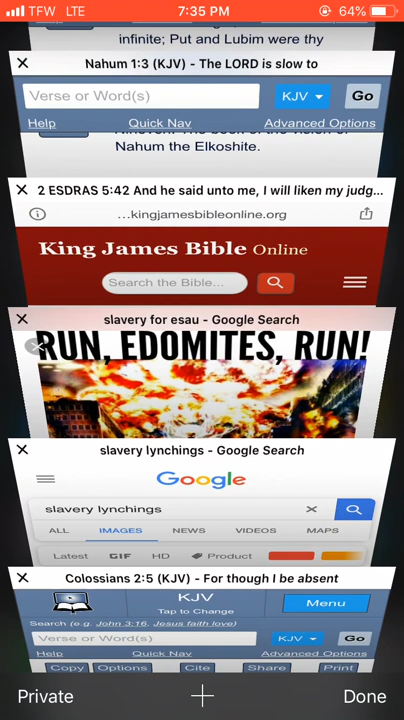 TFW LTE 7:35 PM 64%
infinite; Put and Lubim were thy
Nahum 1:3 (KJV) - The LORD is slow to
Verse or Word(s) KJV Go
Help Quick Nav Advanced Options
Nahum the Elkoshite.
2 ESDRAS 5:42 And he said unto me, I will liken my judg...
...kingjamesbibleonline.org
King James Bible Online
Search the Bible...
slavery for esau - Google Search
RUN, EDOMITES, RUN!
slavery lynchings - Google Search
Google
slavery lynchings
ALL IMAGES NEWS VIDEOS MAPS
Latest GIF HD Product
Colossians 2:5 (KJV) - For though I be absent
KJV
Tap to Change
Menu
Search (e.g. John 3:16, Jesus faith love)
Verse or Word(s) KJV Go
Help Quick Nav Advanced Options
Copy Options Cite Share Print
Private Done